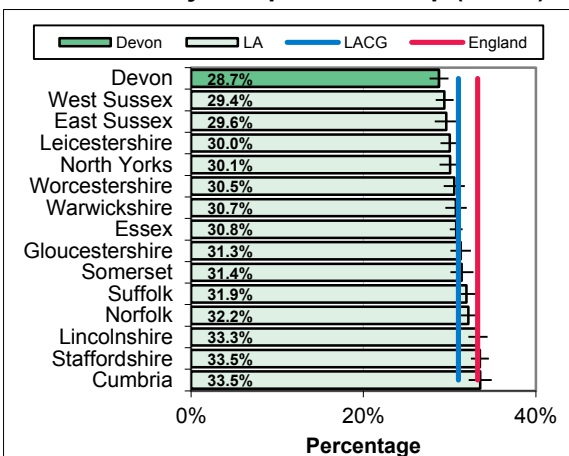 Devon LA LACG England
Devon 28.7%
West Sussex 29.4%
East Sussex 29.6%
Leicestershire 30.0%
North Yorks 30.1%
Worcestershire 30.5%
Warwickshire 30.7%
Essex 30.8%
Gloucestershire 31.3%
Somerset 31.4%
Suffolk 31.9%
Norfolk 32.2%
Lincolnshire 33.3%
Staffordshire 33.5%
Cumbria 33.5%
0% 20% 40%
Percentage